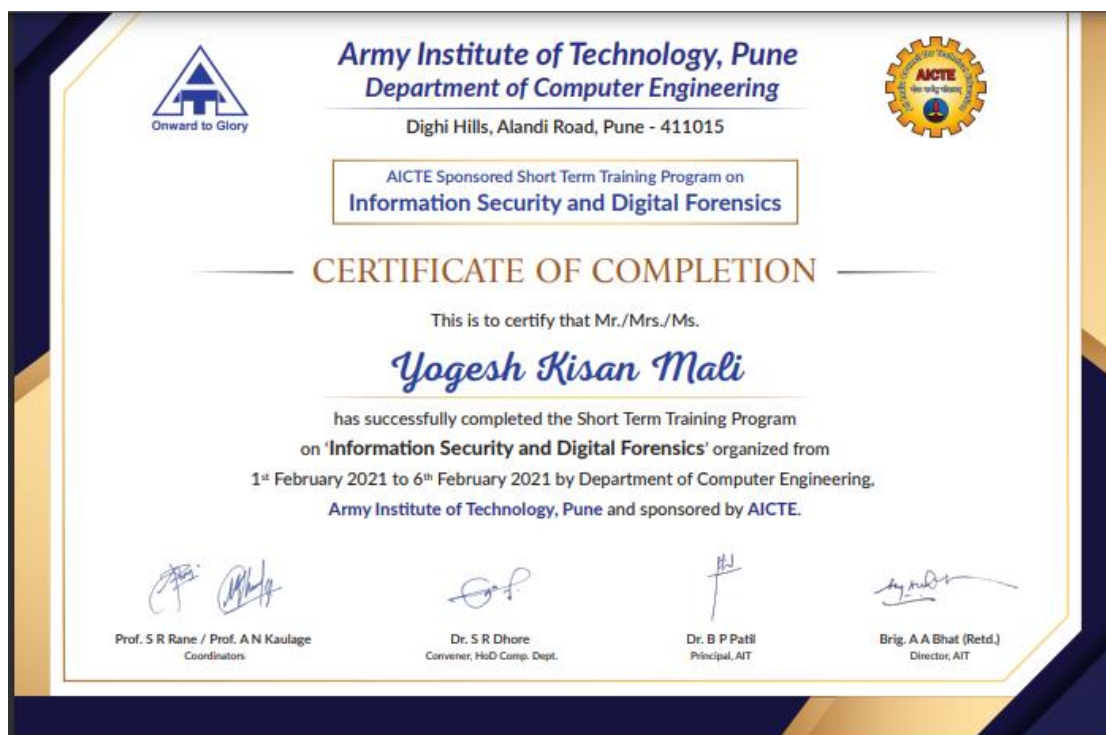 Army Institute of Technology, Pune
Department of Computer Engineering
Onward to Glory
AICTE
Dighi Hills, Alandi Road, Pune - 411015
AICTE Sponsored Short Term Training Program on
Information Security and Digital Forensics
CERTIFICATE OF COMPLETION
This is to certify that Mr./Mrs./Ms.
Yogesh Kisan Mali
has successfully completed the Short Term Training Program
on 'Information Security and Digital Forensics' organized from
1st February 2021 to 6th February 2021 by Department of Computer Engineering,
Army Institute of Technology, Pune and sponsored by AICTE.
Prof. S R Rane / Prof. A N Kaulage
Coordinators
Dr. S R Dhore
Convener, HoD Comp. Dept.
Dr. B P Patil
Principal, AIT
Brig. A A Bhat (Retd.)
Director, AIT